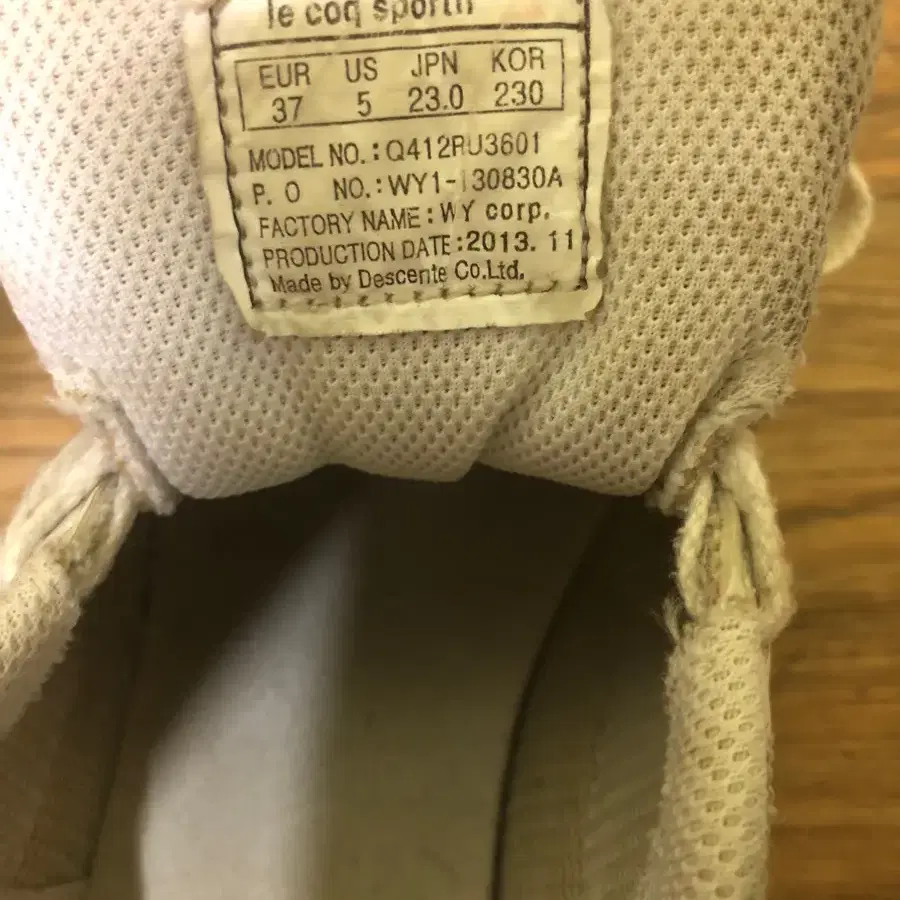 le coq sportif
EUR US JPN KOR
37 5 23.0 230
MODEL NO.: Q412RU3601
P. O NO.: WY1-130830A
FACTORY NAME: WY corp.
PRODUCTION DATE: 2013. 11
Made by Descente Co.Ltd.